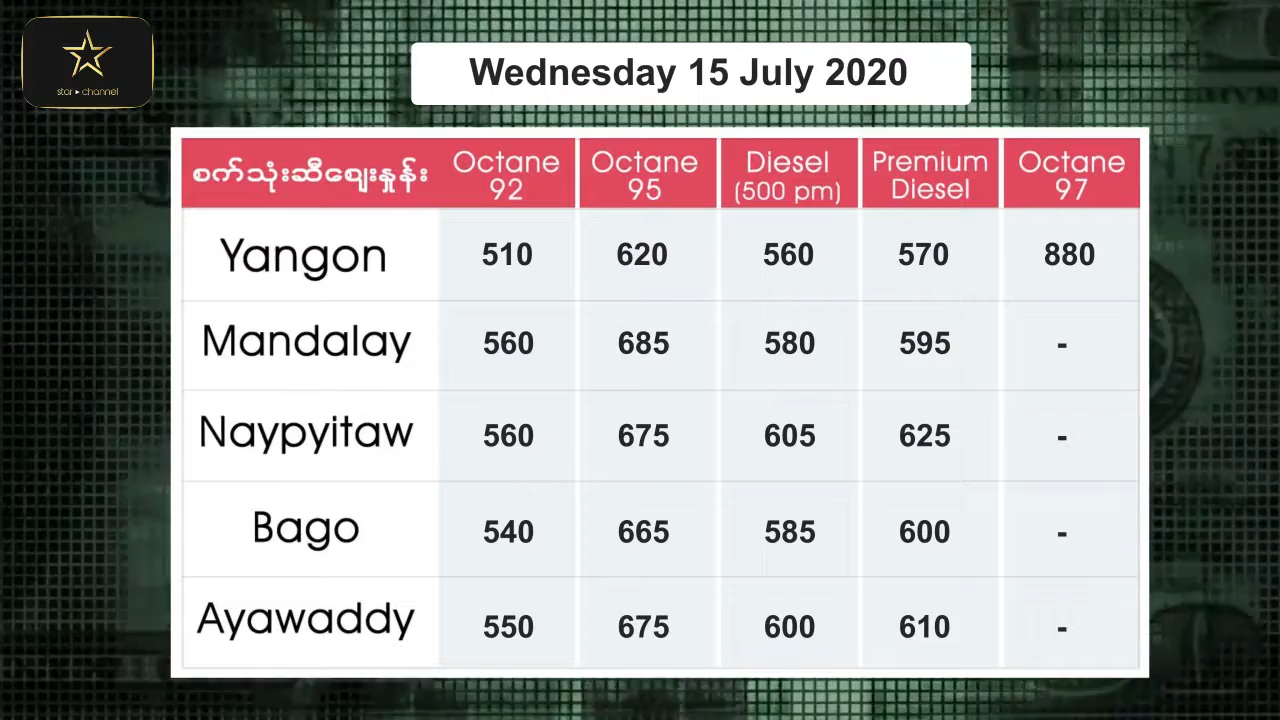 star ▸ channel
Wednesday 15 July 2020
စက်သုံးဆီဈေးနှုန်း Octane 92 Octane 95 Diesel (500 pm) Premium Diesel Octane 97
Yangon 510 620 560 570 880
Mandalay 560 685 580 595 -
Naypyitaw 560 675 605 625 -
Bago 540 665 585 600 -
Ayawaddy 550 675 600 610 -